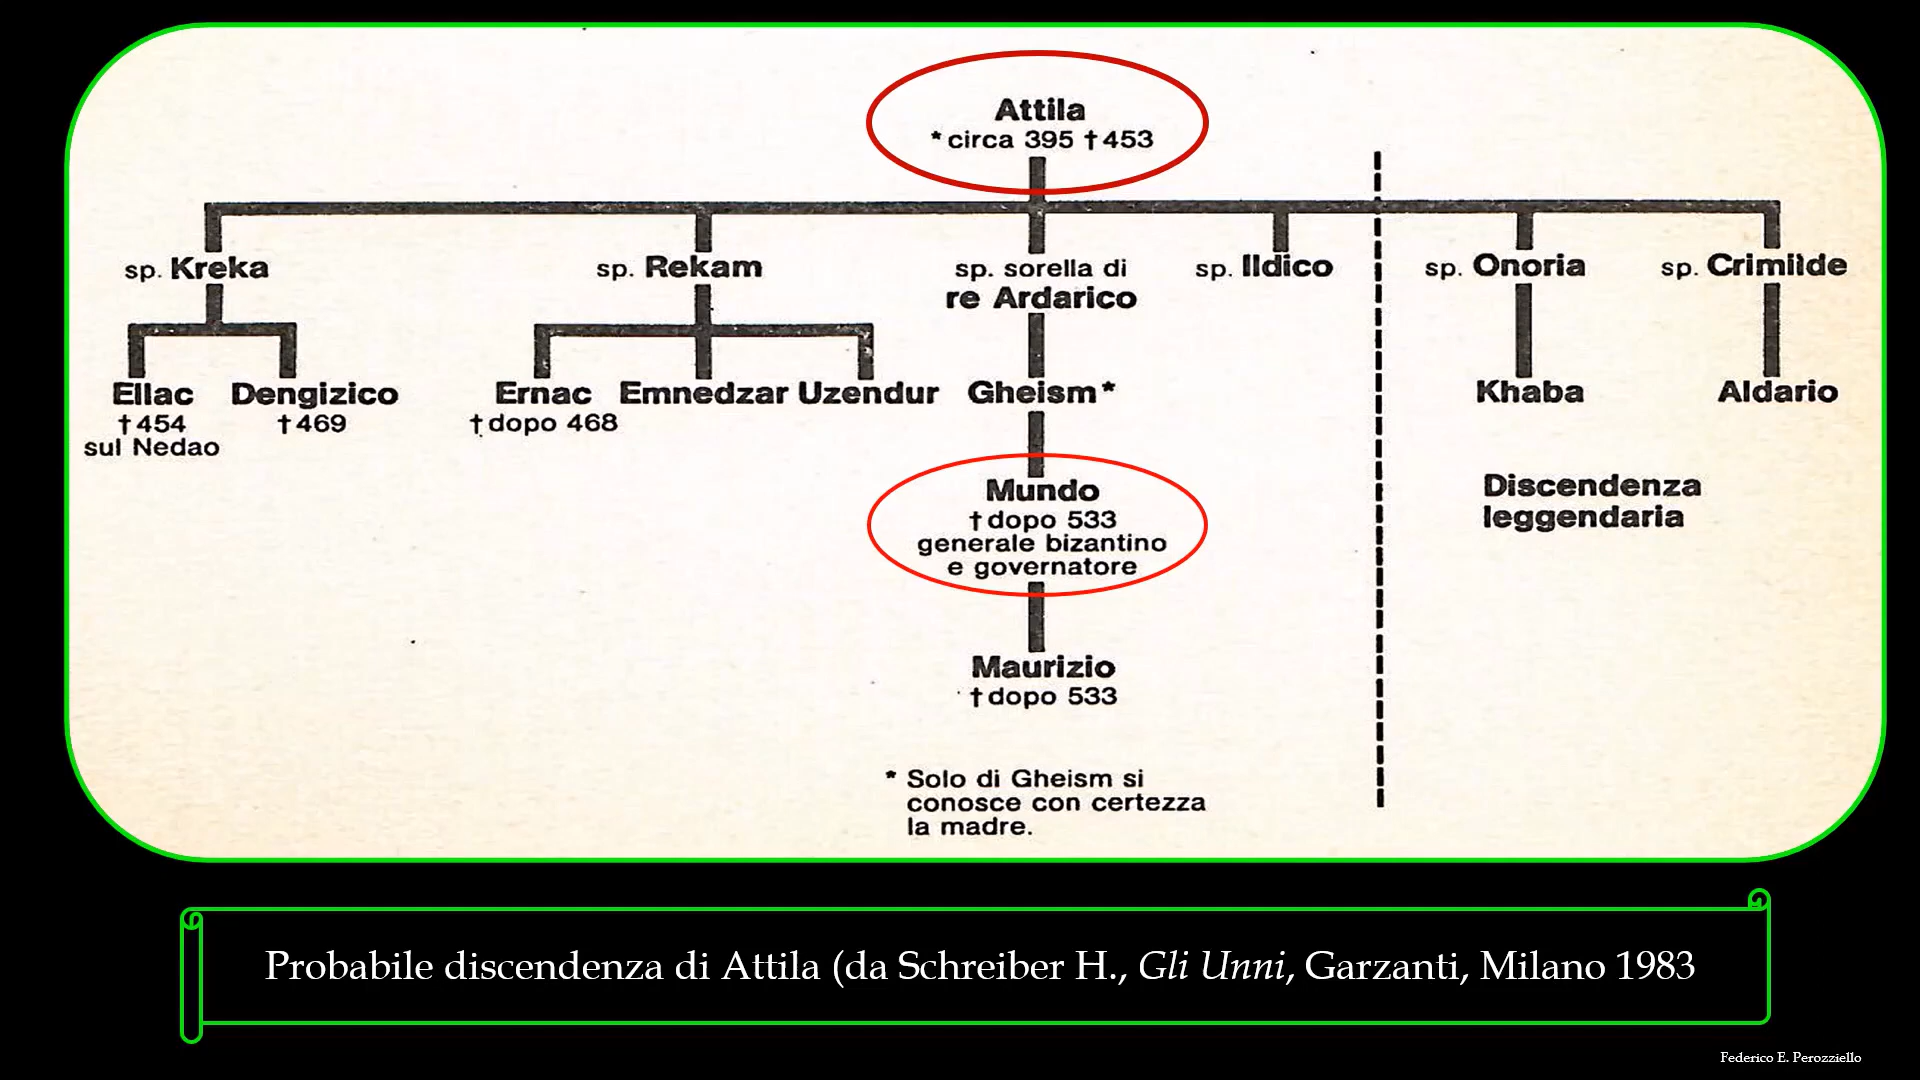 Attila
* circa 395 † 453
sp. Kreka
sp. Rekam
sp. sorella di
re Ardarico
sp. Ildico
sp. Onoria
sp. Crimilde
Ellac
† 454
sul Nedao
Dengizico
† 469
Ernac
† dopo 468
Emnedzar
Uzendur
Gheism*
Khaba
Aldario
Mundo
† dopo 533
generale bizantino
e governatore
Discendenza
leggendaria
Maurizio
† dopo 533
* Solo di Gheism si
conosce con certezza
la madre.
Probabile discendenza di Attila (da Schreiber H., Gli Unni, Garzanti, Milano 1983
Federico E. Perozziello